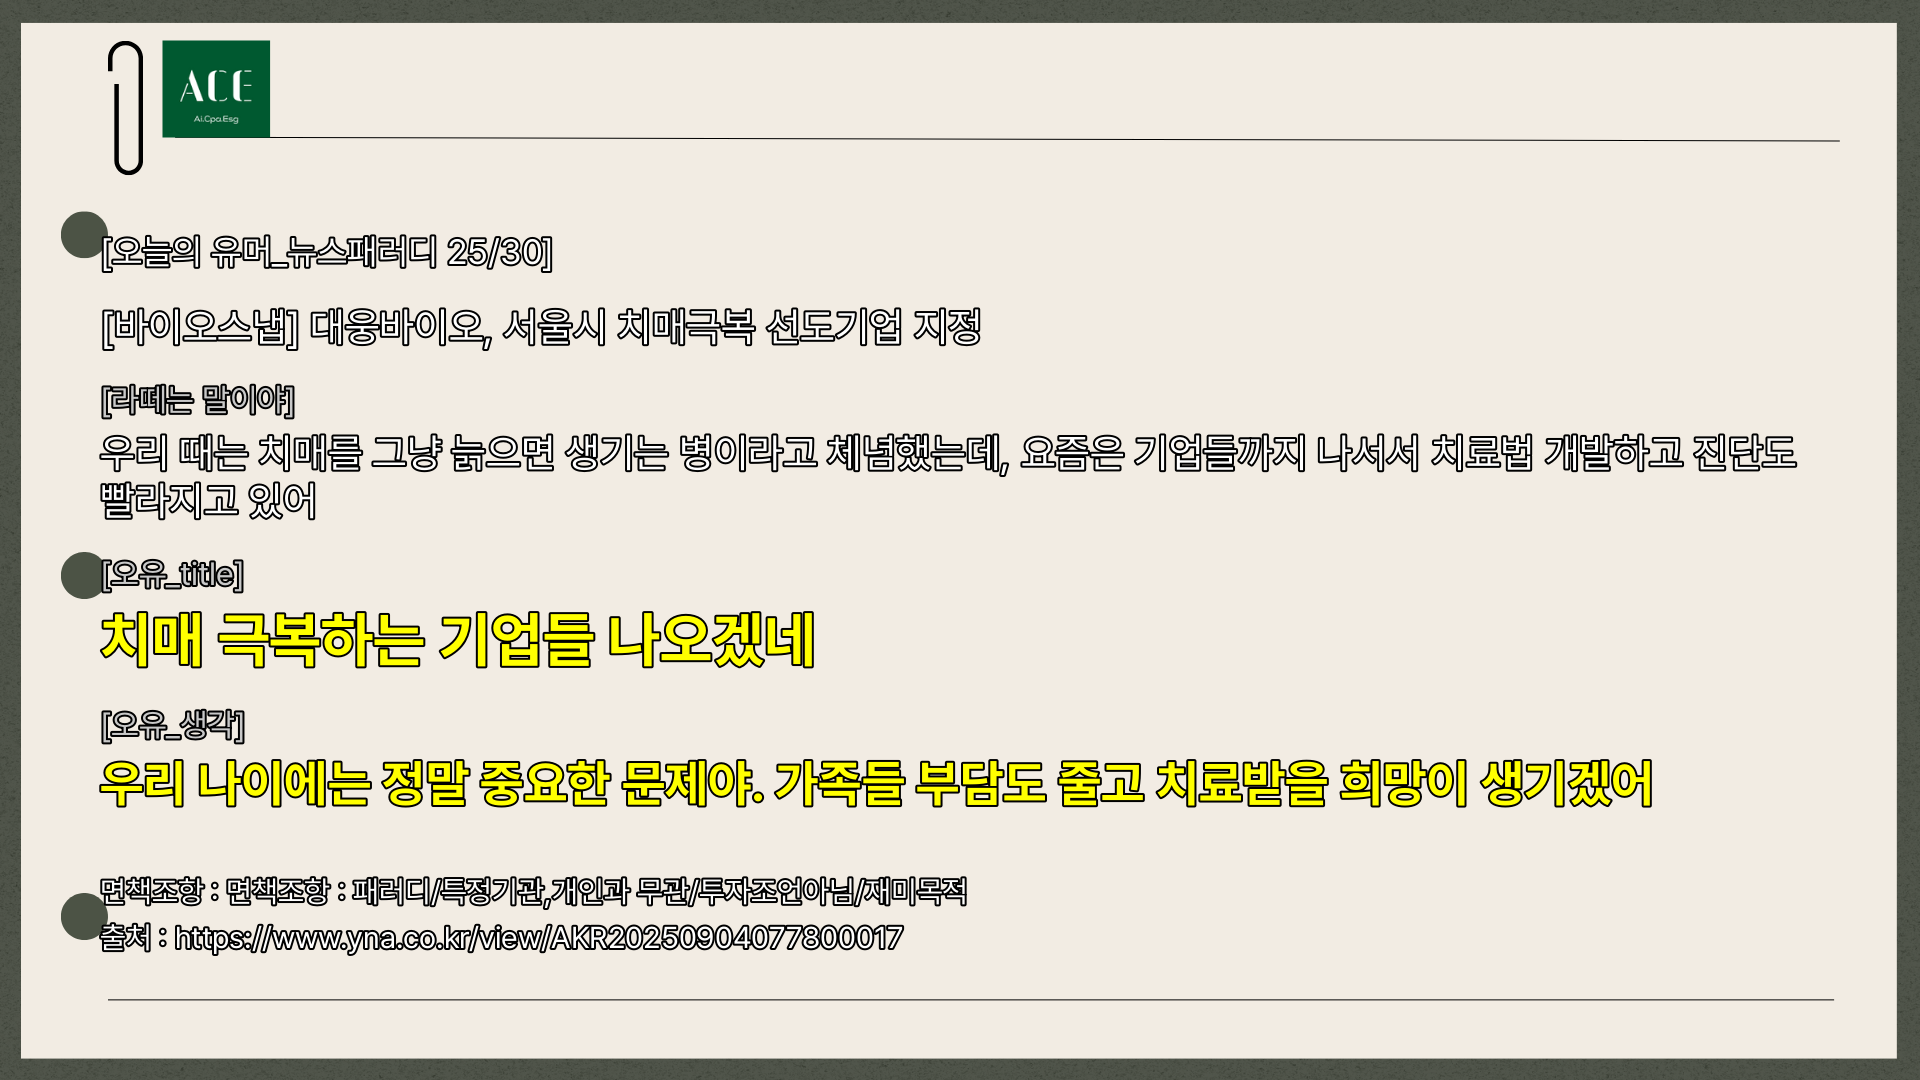 ACE
Ai.Cpa.Esg
[오늘의 유머_뉴스패러디 25/30]
[바이오스냅] 대웅바이오, 서울시 치매극복 선도기업 지정
[라떼는 말이야]
우리 때는 치매를 그냥 늙으면 생기는 병이라고 체념했는데, 요즘은 기업들까지 나서서 치료법 개발하고 진단도
빨라지고 있어
[오유_title]
치매 극복하는 기업들 나오겠네
[오유_생각]
우리 나이에는 정말 중요한 문제야. 가족들 부담도 줄고 치료받을 희망이 생기겠어
면책조항 : 면책조항 : 패러디/특정기관,개인과 무관/투자조언아님/재미목적
출처 : https://www.yna.co.kr/view/AKR20250904077800017